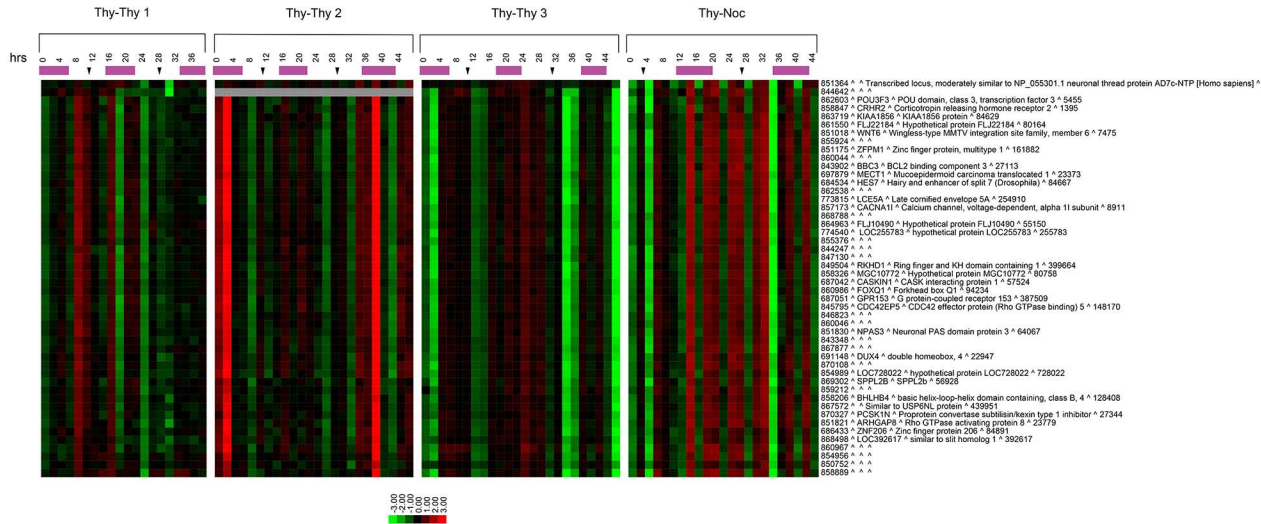 Thy-Thy 1 Thy-Thy 2 Thy-Thy 3 Thy-Noc
hrs 0 4 8 12 16 20 24 28 32 36 0 4 8 12 16 20 24 28 32 36 40 44 0 4 8 12 16 20 24 28 32 36 40 44 0 4 8 12 16 20 24 28 32 36 40 44
851364 ^ ^ Transcribed locus, moderately similar to NP_055301.1 neuronal thread protein AD7c-NTP [Homo sapiens] ^
844642 ^ ^ ^
862603 ^ POU3F3 ^ POU domain, class 3, transcription factor 3 ^ 5455
858847 ^ CRHR2 ^ Corticotropin releasing hormone receptor 2 ^ 1395
863719 ^ KIAA1856 ^ KIAA1856 protein ^ 84629
861550 ^ FLJ22184 ^ Hypothetical protein FLJ22184 ^ 80164
851018 ^ WNT6 ^ Wingless-type MMTV integration site family, member 6 ^ 7475
855924 ^ ^ ^
851175 ^ ZFPM1 ^ Zinc finger protein, multitype 1 ^ 161882
860044 ^ ^ ^
843902 ^ BBC3 ^ BCL2 binding component 3 ^ 27113
697879 ^ MECT1 ^ Mucoepidermoid carcinoma translocated 1 ^ 23373
684534 ^ HES7 ^ Hairy and enhancer of split 7 (Drosophila) ^ 84667
862538 ^ ^ ^
773815 ^ LCE5A ^ Late cornified envelope 5A ^ 254910
857173 ^ CACNA1I ^ Calcium channel, voltage-dependent, alpha 1I subunit ^ 8911
868788 ^ ^ ^
864963 ^ FLJ10490 ^ Hypothetical protein FLJ10490 ^ 55150
774540 ^ LOC255783 ^ hypothetical protein LOC255783 ^ 255783
855376 ^ ^ ^
844247 ^ ^ ^
847130 ^ ^ ^
849504 ^ RKHD1 ^ Ring finger and KH domain containing 1 ^ 399664
858326 ^ MGC10772 ^ Hypothetical protein MGC10772 ^ 80758
687042 ^ CASKIN1 ^ CASK interacting protein 1 ^ 57524
860986 ^ FOXQ1 ^ Forkhead box Q1 ^ 94234
687051 ^ GPR153 ^ G protein-coupled receptor 153 ^ 387509
845795 ^ CDC42EP5 ^ CDC42 effector protein (Rho GTPase binding) 5 ^ 148170
846823 ^ ^ ^
860046 ^ ^ ^
851830 ^ NPAS3 ^ Neuronal PAS domain protein 3 ^ 64067
843348 ^ ^ ^
867877 ^ ^ ^
691148 ^ DUX4 ^ double homeobox, 4 ^ 22947
870108 ^ ^ ^
854989 ^ LOC728022 ^ hypothetical protein LOC728022 ^ 728022
869302 ^ SPPL2B ^ SPPL2b ^ 56928
859212 ^ ^ ^
858206 ^ BHLHB4 ^ basic helix-loop-helix domain containing, class B, 4 ^ 128408
867572 ^ ^ Similar to USP6NL protein ^ 439951
870327 ^ PCSK1N ^ Proprotein convertase subtilisin/kexin type 1 inhibitor ^ 27344
851821 ^ ARHGAP8 ^ Rho GTPase activating protein 8 ^ 23779
686433 ^ ZNF206 ^ Zinc finger protein 206 ^ 84891
868498 ^ LOC392617 ^ similar to slit homolog 1 ^ 392617
860967 ^ ^ ^
854956 ^ ^ ^
850752 ^ ^ ^
858889 ^ ^ ^
-3.00 -2.00 -1.00 0.00 1.00 2.00 3.00